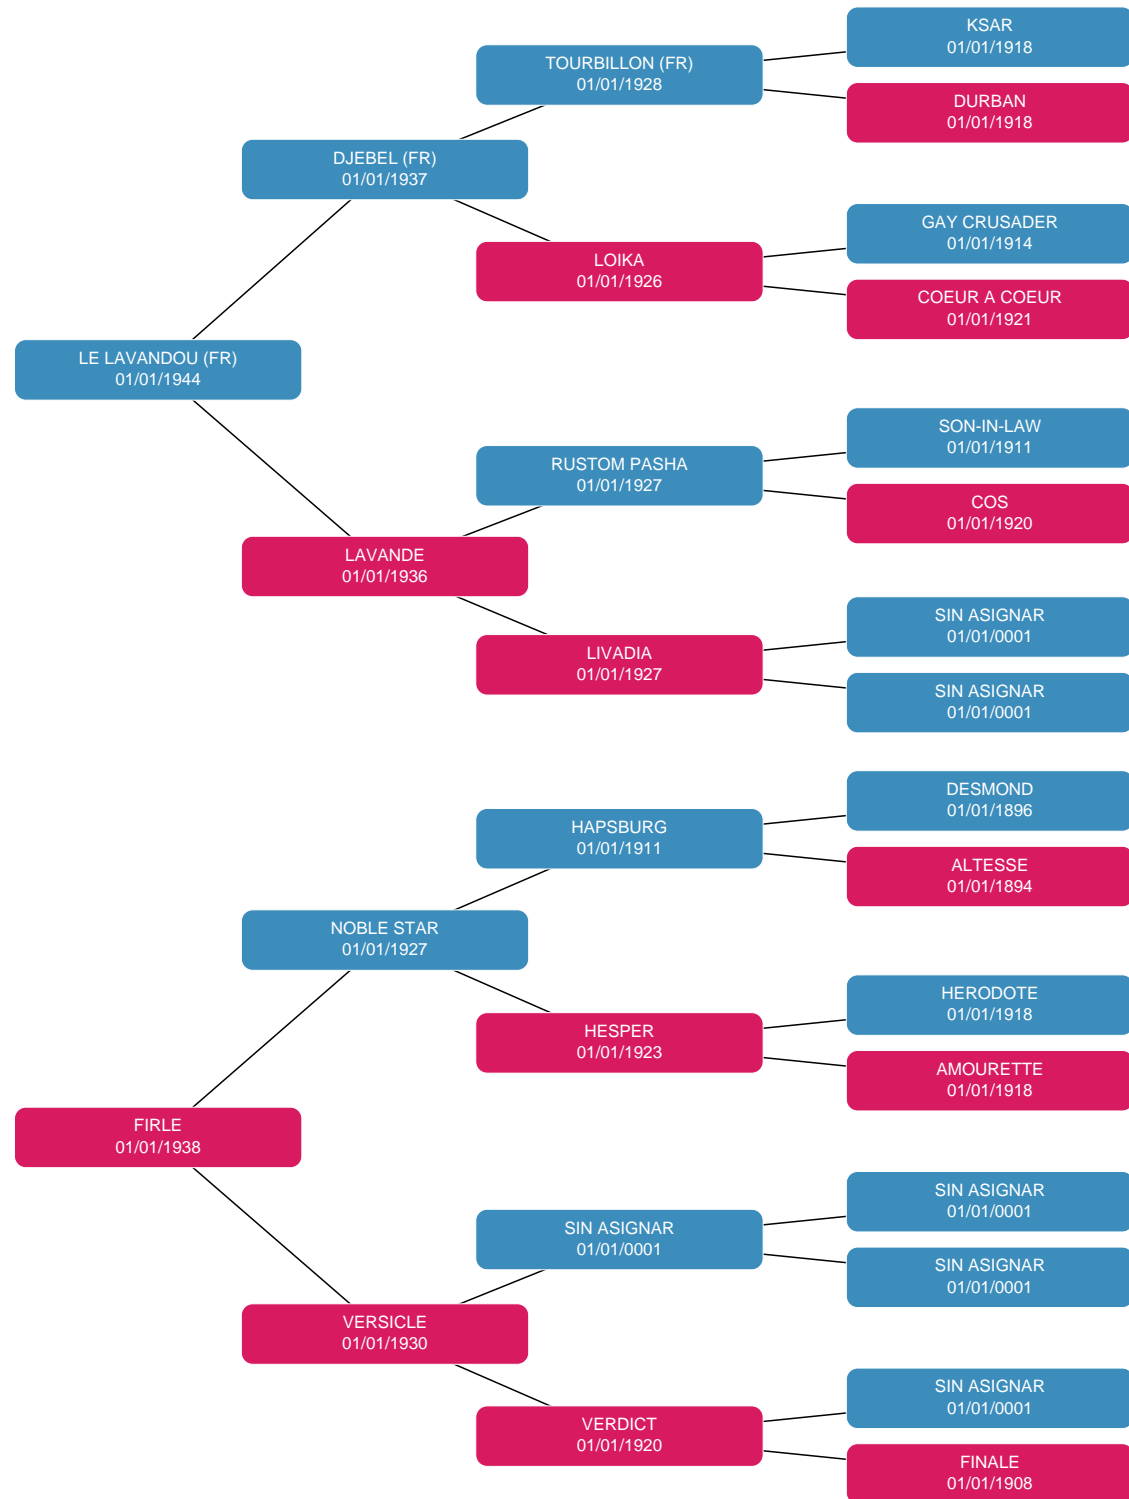 KSAR
01/01/1918
TOURBILLON (FR)
01/01/1928
DURBAN
01/01/1918
DJEBEL (FR)
01/01/1937
GAY CRUSADER
01/01/1914
LOIKA
01/01/1926
COEUR A COEUR
01/01/1921
LE LAVANDOU (FR)
01/01/1944
SON-IN-LAW
01/01/1911
RUSTOM PASHA
01/01/1927
COS
01/01/1920
LAVANDE
01/01/1936
SIN ASIGNAR
01/01/0001
LIVADIA
01/01/1927
SIN ASIGNAR
01/01/0001
DESMOND
01/01/1896
HAPSBURG
01/01/1911
ALTESSE
01/01/1894
NOBLE STAR
01/01/1927
HERODOTE
01/01/1918
HESPER
01/01/1923
AMOURETTE
01/01/1918
FIRLE
01/01/1938
SIN ASIGNAR
01/01/0001
SIN ASIGNAR
01/01/0001
SIN ASIGNAR
01/01/0001
VERSICLE
01/01/1930
SIN ASIGNAR
01/01/0001
VERDICT
01/01/1920
FINALE
01/01/1908